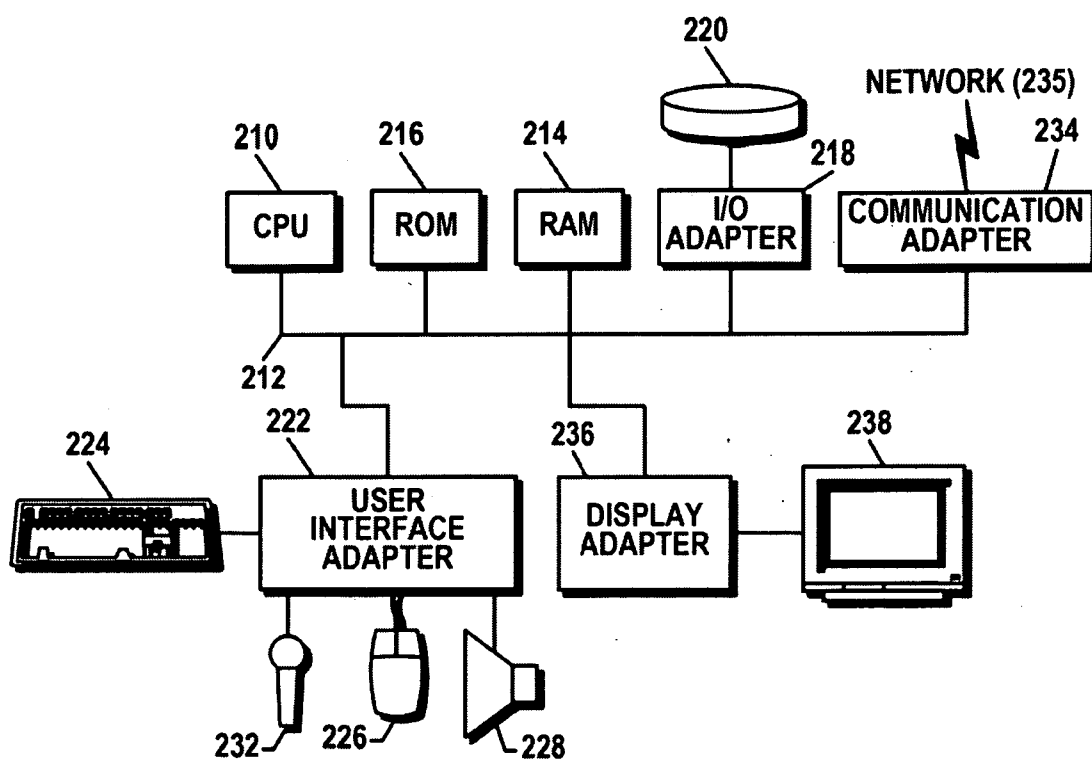 220
NETWORK (235)
210
216
214
218
234
CPU
ROM
RAM
I/O
ADAPTER
COMMUNICATION
ADAPTER
212
222
236
238
224
USER
INTERFACE
ADAPTER
DISPLAY
ADAPTER
232
226
228